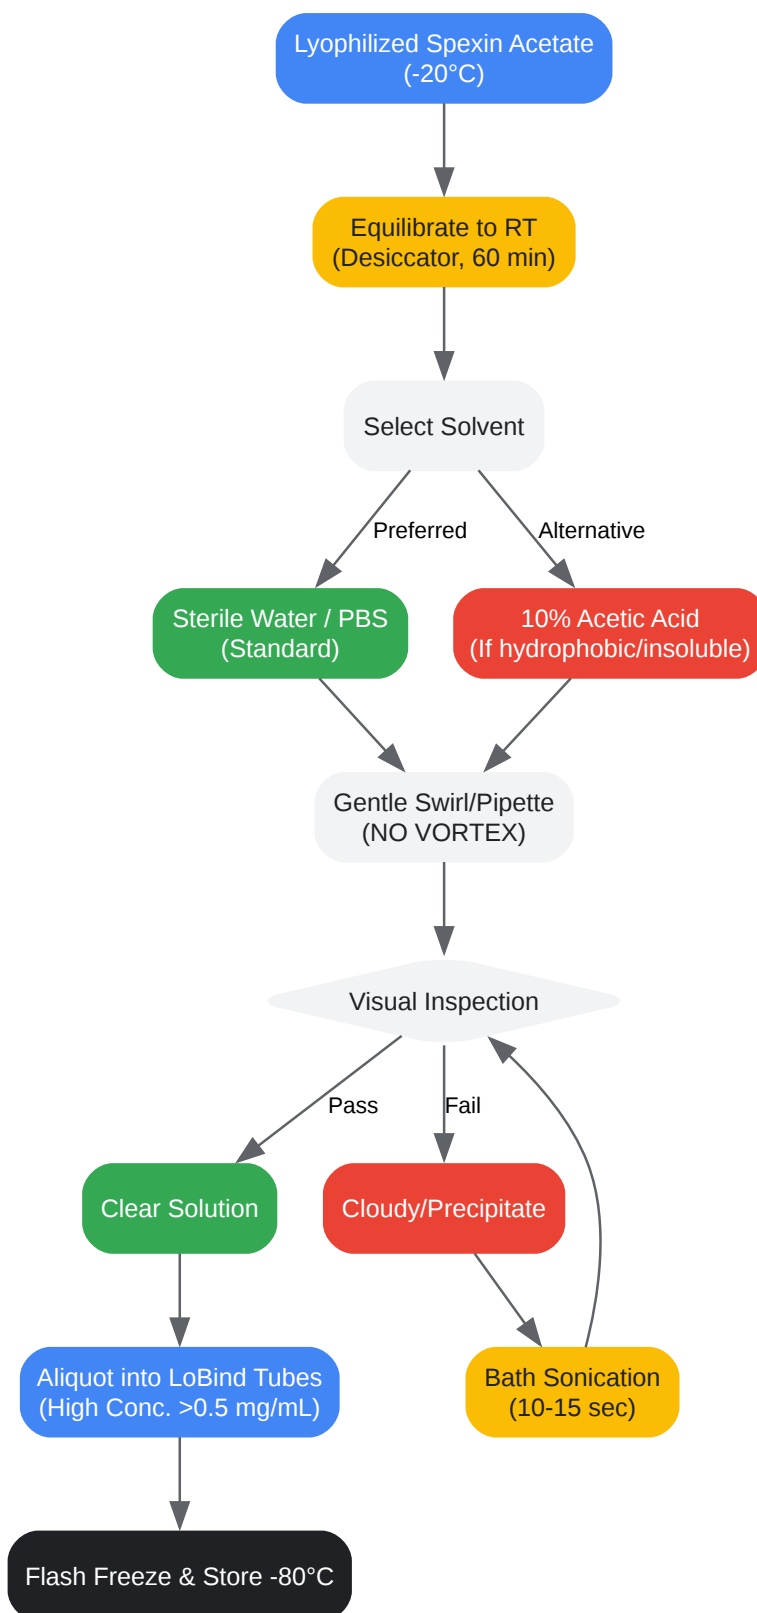 Lyophilized Spexin Acetate
(-20°C)
Equilibrate to RT
(Desiccator, 60 min)
Select Solvent
Preferred
Alternative
Sterile Water / PBS
(Standard)
10% Acetic Acid
(If hydrophobic/insoluble)
Gentle Swirl/Pipette
(NO VORTEX)
Visual Inspection
Pass
Fail
Clear Solution
Cloudy/Precipitate
Aliquot into LoBind Tubes
(High Conc. >0.5 mg/mL)
Bath Sonication
(10-15 sec)
Flash Freeze & Store -80°C